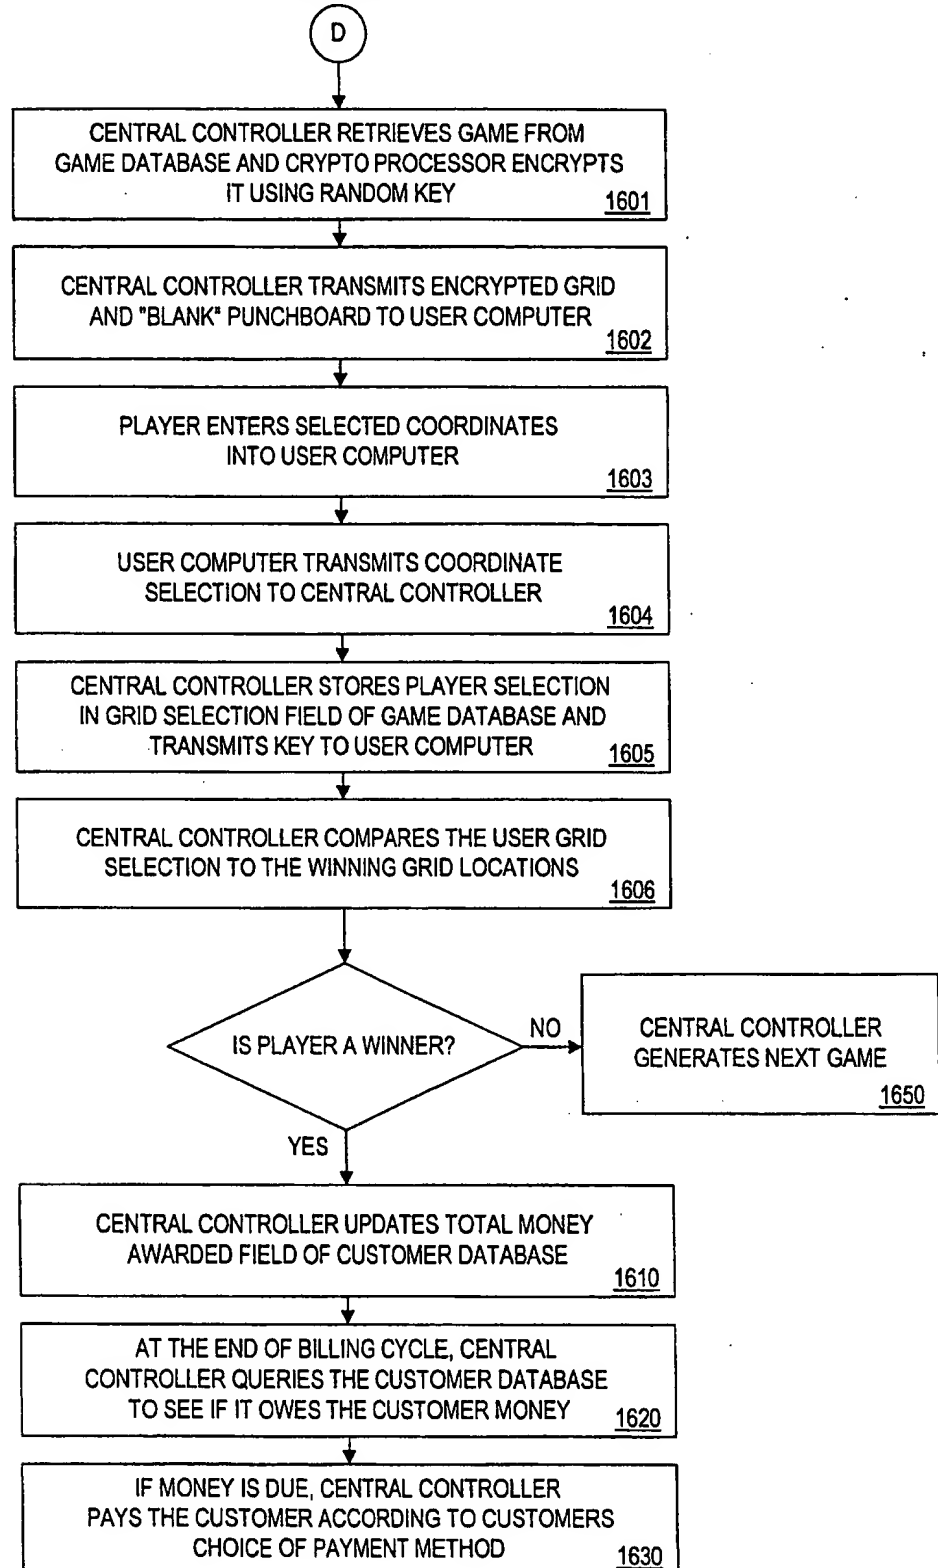 D
CENTRAL CONTROLLER RETRIEVES GAME FROM
GAME DATABASE AND CRYPTO PROCESSOR ENCRYPTS
IT USING RANDOM KEY
1601
CENTRAL CONTROLLER TRANSMITS ENCRYPTED GRID
AND "BLANK" PUNCHBOARD TO USER COMPUTER
1602
PLAYER ENTERS SELECTED COORDINATES
INTO USER COMPUTER
1603
USER COMPUTER TRANSMITS COORDINATE
SELECTION TO CENTRAL CONTROLLER
1604
CENTRAL CONTROLLER STORES PLAYER SELECTION
IN GRID SELECTION FIELD OF GAME DATABASE AND
TRANSMITS KEY TO USER COMPUTER
1605
CENTRAL CONTROLLER COMPARES THE USER GRID
SELECTION TO THE WINNING GRID LOCATIONS
1606
IS PLAYER A WINNER?
NO
CENTRAL CONTROLLER
GENERATES NEXT GAME
1650
YES
CENTRAL CONTROLLER UPDATES TOTAL MONEY
AWARDED FIELD OF CUSTOMER DATABASE
1610
AT THE END OF BILLING CYCLE, CENTRAL
CONTROLLER QUERIES THE CUSTOMER DATABASE
TO SEE IF IT OWES THE CUSTOMER MONEY
1620
IF MONEY IS DUE, CENTRAL CONTROLLER
PAYS THE CUSTOMER ACCORDING TO CUSTOMERS
CHOICE OF PAYMENT METHOD
1630